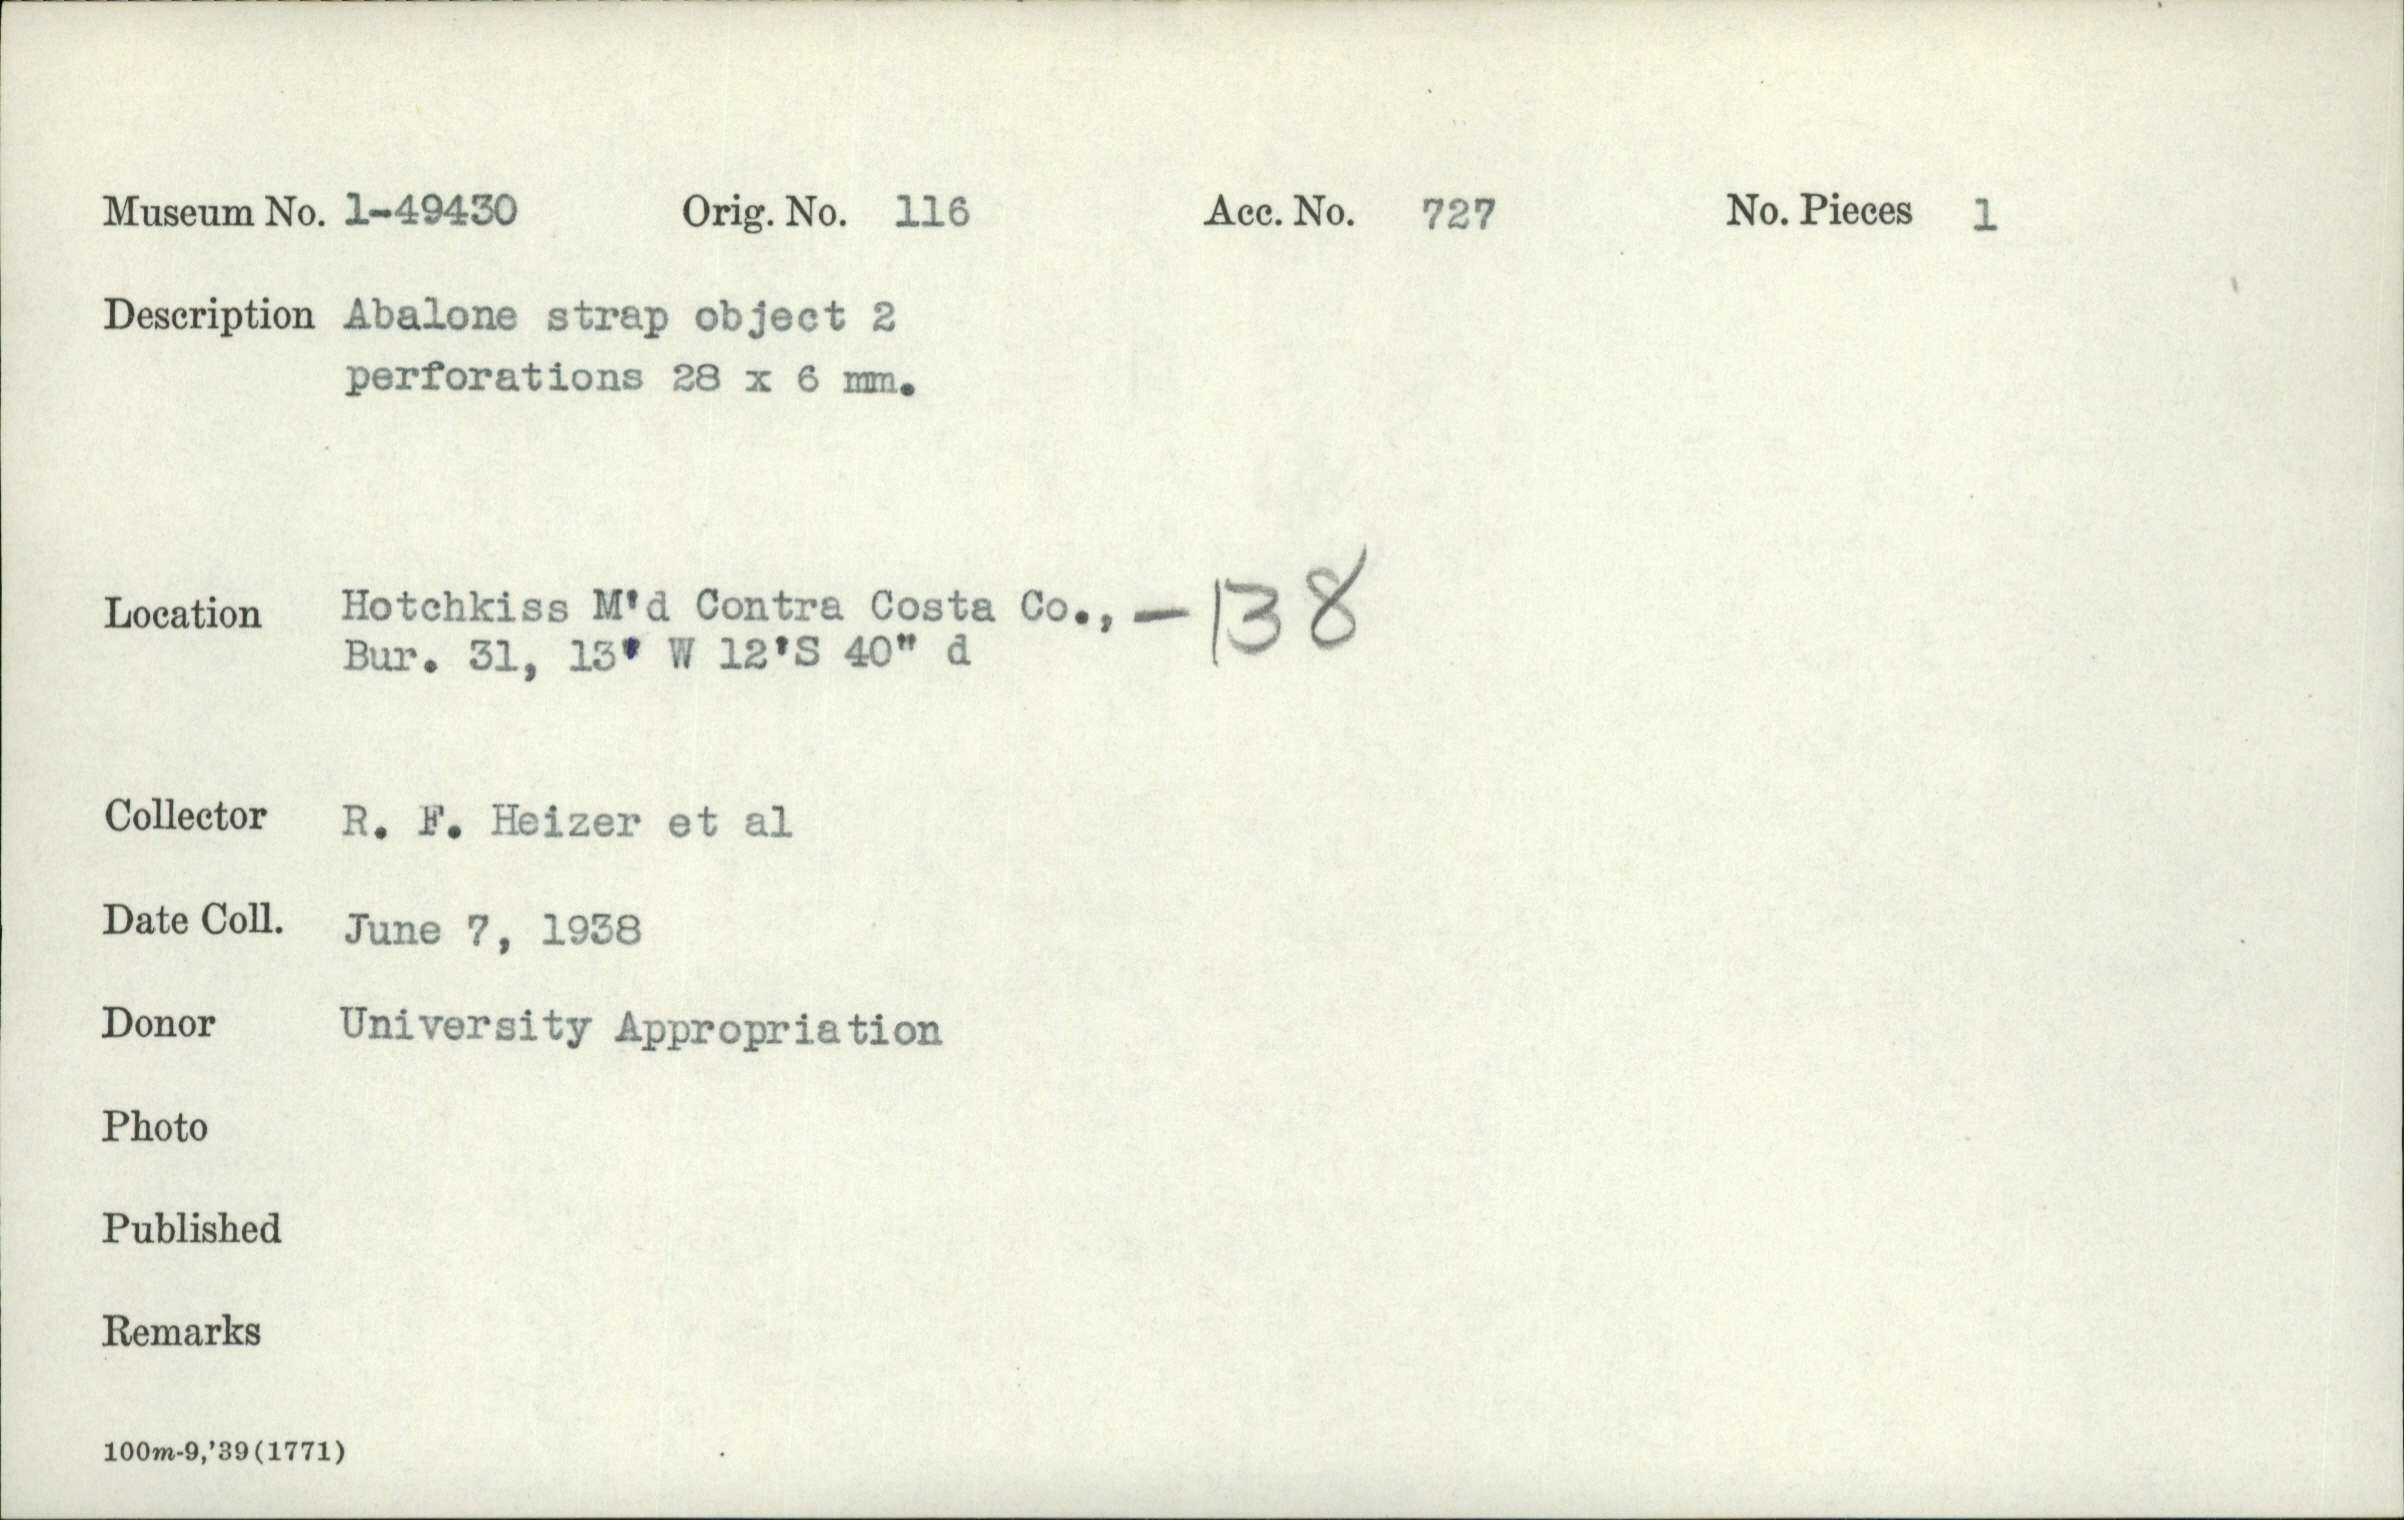 Museum No. 1-49430 Orig. No. 116 Acc. No. 727 No. Pieces 1
Description Abalone strap object 2
perforations 28 x 6 mm.
Location Hotchkiss M'd Contra Costa Co., - 138
Bur. 31, 13' W 12'S 40" d
Collector R. F. Heizer et al
Date Coll. June 7, 1938
Donor University Appropriation
Photo
Published
Remarks
100m-9,'39(1771)